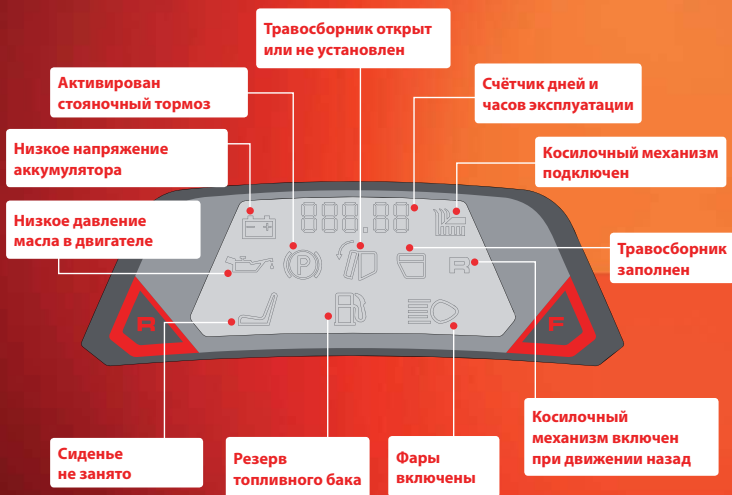 Травосборник открыт
или не установлен
Активирован
стояночный тормоз
Счётчик дней и
часов эксплуатации
Низкое напряжение
аккумулятора
Косилочный механизм
подключен
Низкое давление
масла в двигателе
888.88
P
R
Травосборник
заполнен
R
F
Сиденье
не занято
Резерв
топливного бака
Фары
включены
Косилочный
механизм включен
при движении назад